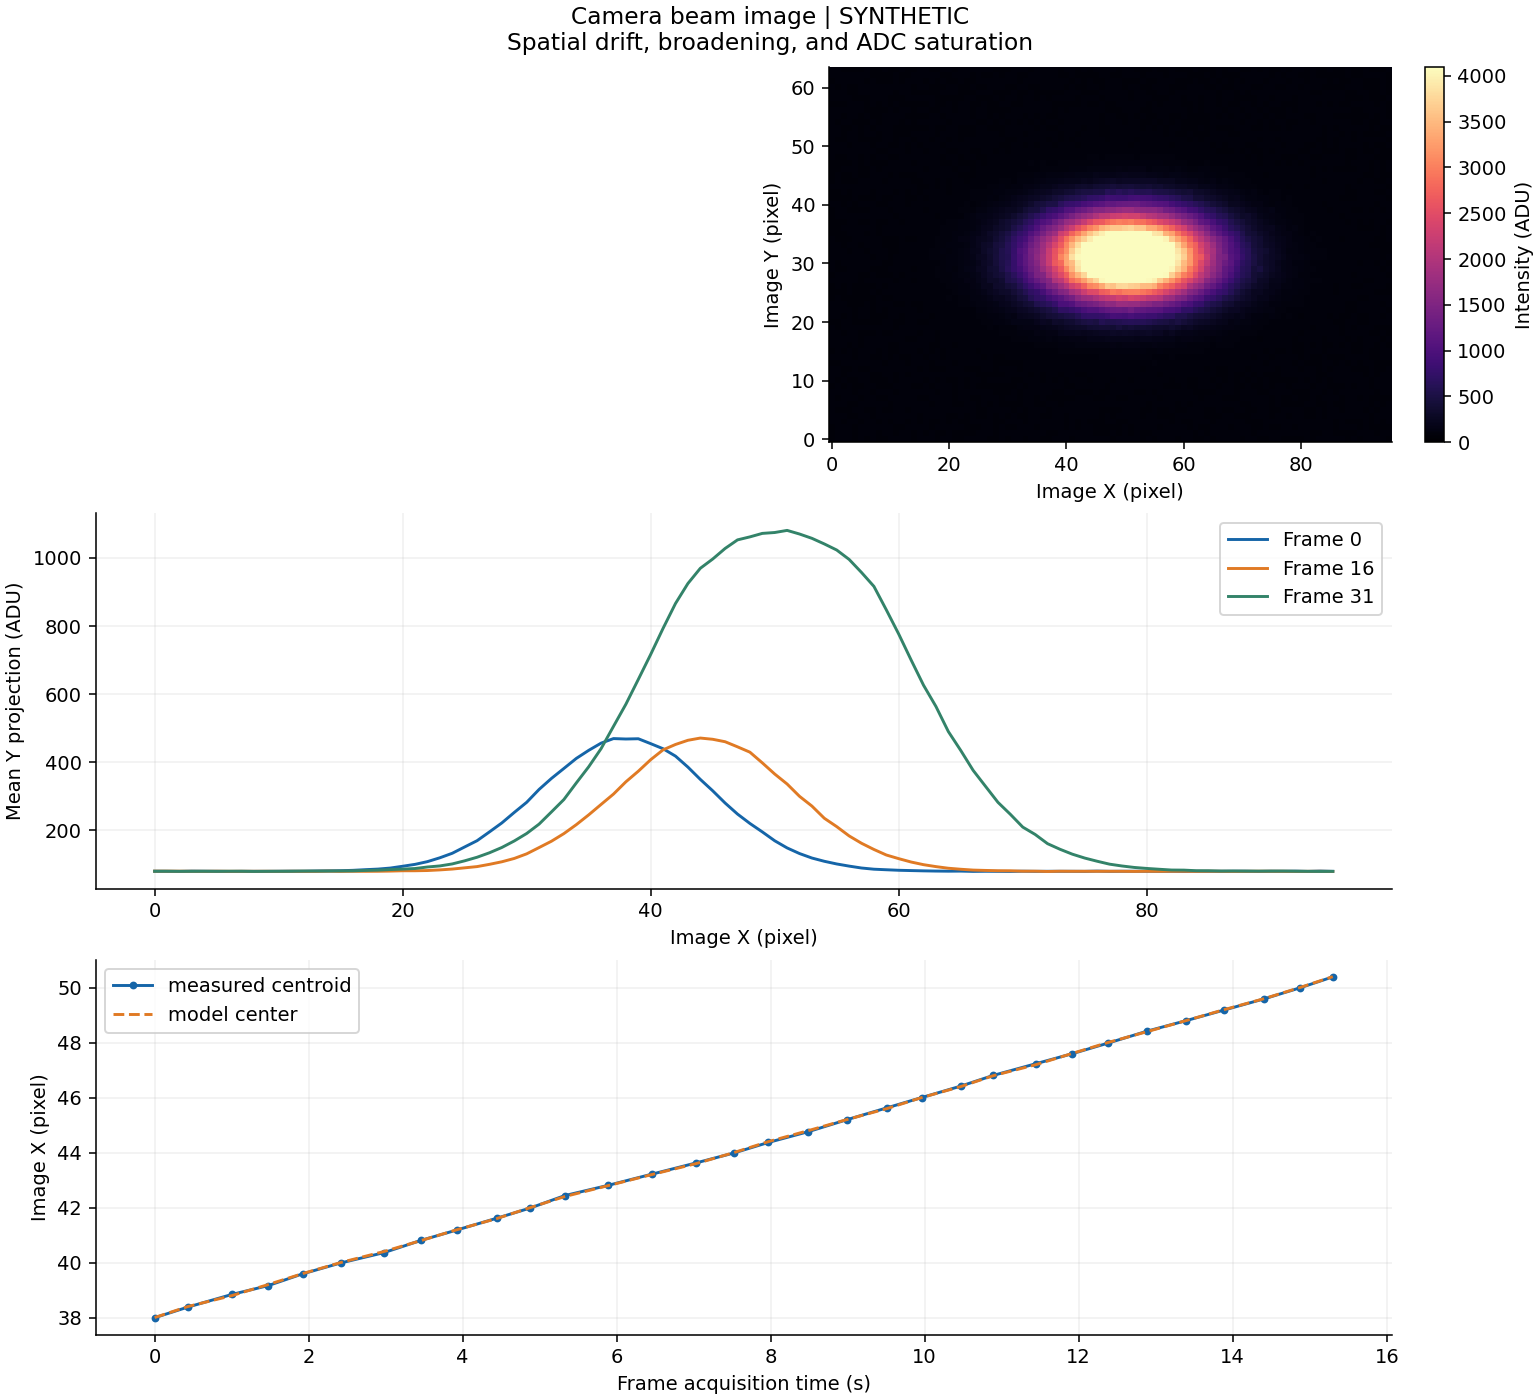 Camera beam image | SYNTHETIC
Spatial drift, broadening, and ADC saturation
60
50
40
30
20
10
0
Image Y (pixel)
0 20 40 60 80
Image X (pixel)
4000
3500
3000
2500
2000
1500
1000
500
0
Intensity (ADU)
1000
800
600
400
200
Mean Y projection (ADU)
Frame 0
Frame 16
Frame 31
0 20 40 60 80
Image X (pixel)
50
48
46
44
42
40
38
Image X (pixel)
measured centroid
model center
0 2 4 6 8 10 12 14 16
Frame acquisition time (s)